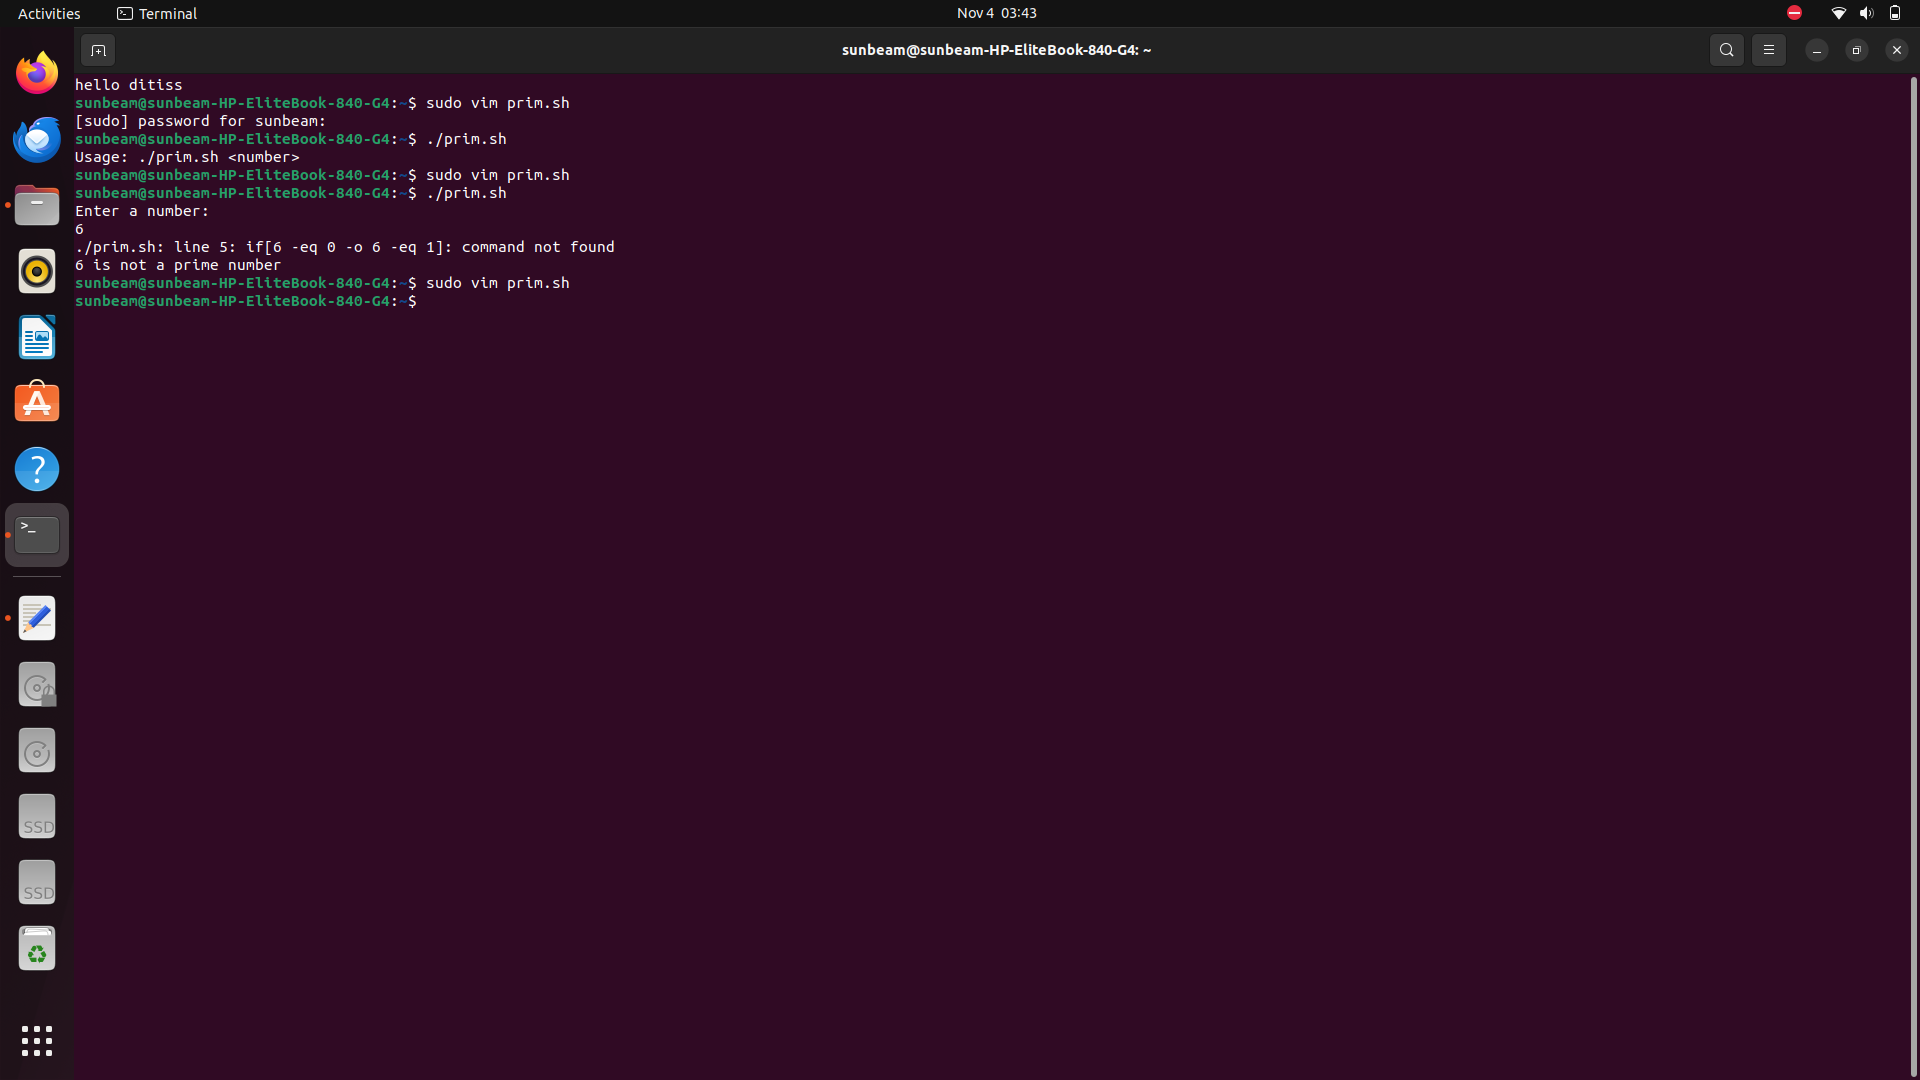 Activities
Terminal
Nov 4 03:43
sunbeam@sunbeam-HP-EliteBook-840-G4: ~
hello ditiss
sunbeam@sunbeam-HP-EliteBook-840-G4:~$ sudo vim prim.sh
[sudo] password for sunbeam:
sunbeam@sunbeam-HP-EliteBook-840-G4:~$ ./prim.sh
Usage: ./prim.sh <number>
sunbeam@sunbeam-HP-EliteBook-840-G4:~$ sudo vim prim.sh
sunbeam@sunbeam-HP-EliteBook-840-G4:~$ ./prim.sh
Enter a number:
6
./prim.sh: line 5: if[6 -eq 0 -o 6 -eq 1]: command not found
6 is not a prime number
sunbeam@sunbeam-HP-EliteBook-840-G4:~$ sudo vim prim.sh
sunbeam@sunbeam-HP-EliteBook-840-G4:~$
SSD
SSD